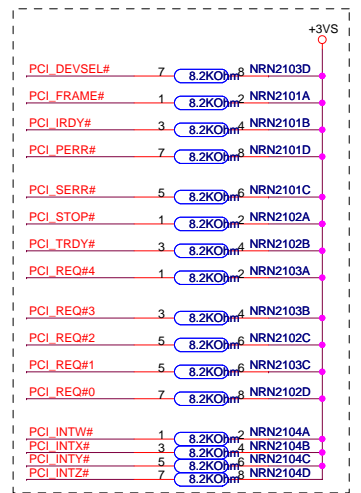 +3VS
PCI_DEVSEL# 7 8.2KOhm 8 NRN2103D
PCI_FRAME# 1 8.2KOhm 2 NRN2101A
PCI_IRDY# 3 8.2KOhm 4 NRN2101B
PCI_PERR# 7 8.2KOhm 8 NRN2101D
PCI_SERR# 5 8.2KOhm 6 NRN2101C
PCI_STOP# 1 8.2KOhm 2 NRN2102A
PCI_TRDY# 3 8.2KOhm 4 NRN2102B
PCI_REQ#4 1 8.2KOhm 2 NRN2103A
PCI_REQ#3 3 8.2KOhm 4 NRN2103B
PCI_REQ#2 5 8.2KOhm 6 NRN2102C
PCI_REQ#1 5 8.2KOhm 6 NRN2103C
PCI_REQ#0 7 8.2KOhm 8 NRN2102D
PCI_INTW# 1 8.2KOhm 2 NRN2104A
PCI_INTX# 3 8.2KOhm 4 NRN2104B
PCI_INTY# 5 8.2KOhm 6 NRN2104C
PCI_INTZ# 7 8.2KOhm 8 NRN2104D